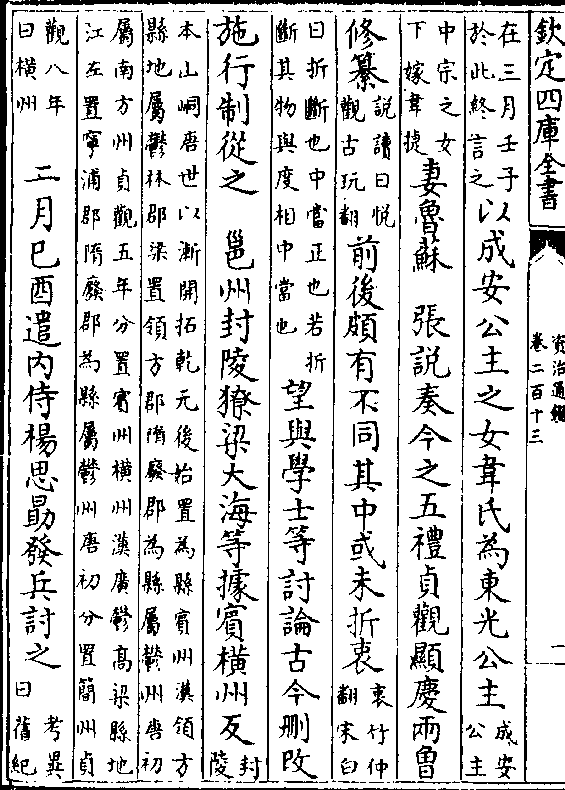 欽定四庫全書
資治通鑑
卷二百十三
一
在三月壬子
於此終言之
以成安公主之女韋氏為東光公主
成安
公主
中宗之女
下嫁韋捷
妻魯蘇　張説奏今之五禮貞觀顯慶兩魯
修纂
説讀曰悦
觀古玩翻
前後頗有不同其中或未折衷
衷竹仲
翻宋白
曰折斷也中當正也若折
斷其物與度相中當也
望與學士等討論古今刪改
施行制從之　邕州封陵獠梁大海等據賓橫州反
封
陵
本山峒唐世以漸開拓乾元後始置為縣賓州漢領方
縣地屬鬱林郡梁置領方郡隋廢郡為縣屬鬱州唐初
屬南方州貞觀五年分置賓州橫州漢廣鬱高梁縣地
江左置寧浦郡隋廢郡為縣屬鬱州唐初分置簡州貞
觀八年
曰橫州
二月己酉遣内侍楊思勗發兵討之
考異
曰舊紀